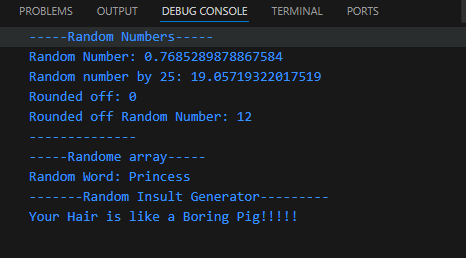 PROBLEMS OUTPUT DEBUG CONSOLE TERMINAL PORTS
-----Random Numbers-----
Random Number: 0.7685289878867584
Random number by 25: 19.05719322017519
Rounded off: 0
Rounded off Random Number: 12
--------------
-----Randome array-----
Random Word: Princess
-------Random Insult Generator---------
Your Hair is like a Boring Pig!!!!!